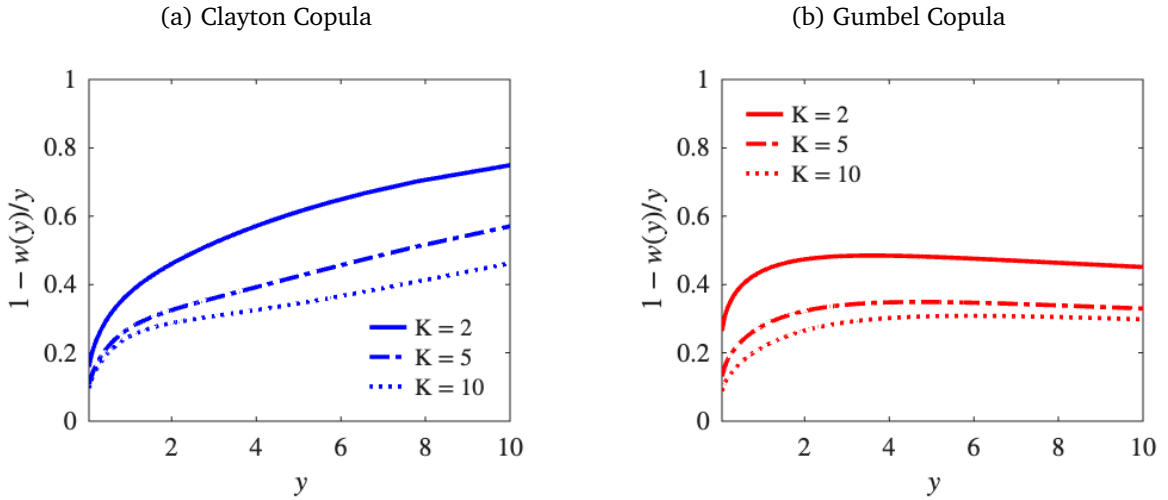 (a) Clayton Copula
1 − w(y)/y
1
0.8
0.6
0.4
0.2
0
2
4
6
8
10
y
K = 2
K = 5
K = 10
(b) Gumbel Copula
1 − w(y)/y
1
0.8
0.6
0.4
0.2
0
2
4
6
8
10
y
K = 2
K = 5
K = 10